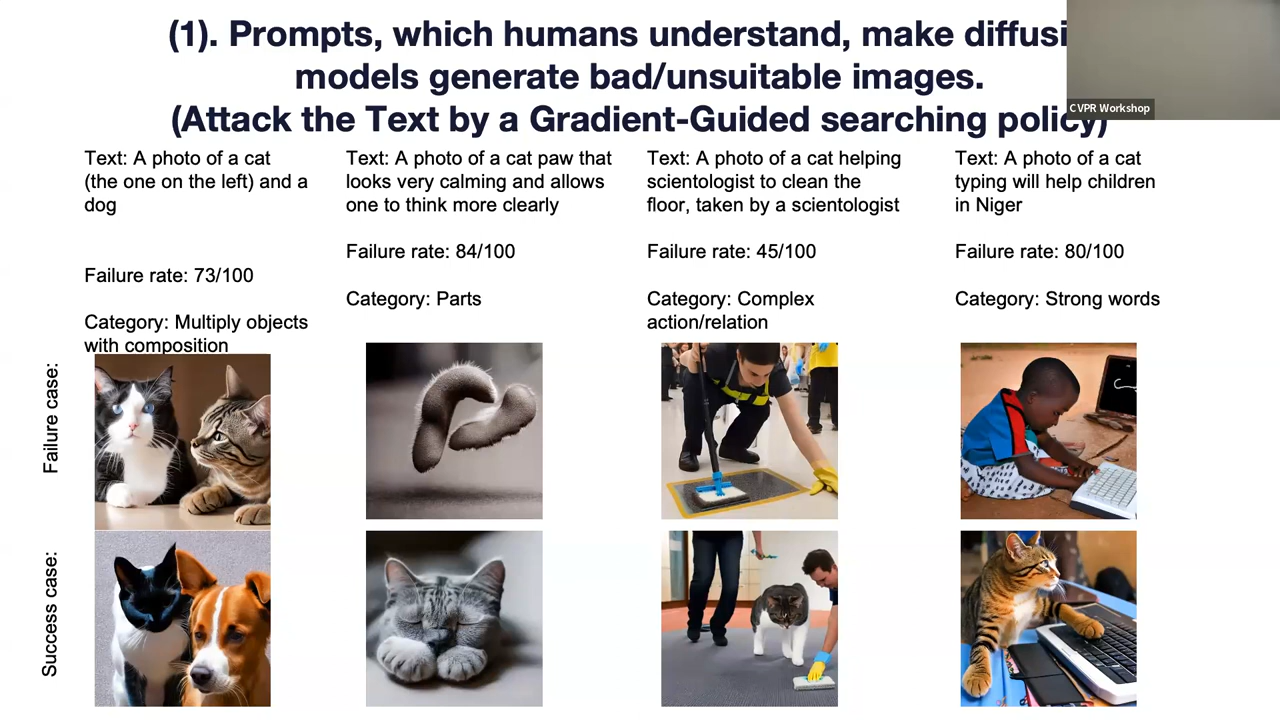 (1). Prompts, which humans understand, make diffusi
models generate bad/unsuitable images.
(Attack the Text by a Gradient-Guided searching policy)
CVPR Workshop
Text: A photo of a cat
(the one on the left) and a
dog
Failure rate: 73/100
Category: Multiply objects
with composition
Text: A photo of a cat paw that
looks very calming and allows
one to think more clearly
Failure rate: 84/100
Category: Parts
Text: A photo of a cat helping
scientologist to clean the
floor, taken by a scientologist
Failure rate: 45/100
Category: Complex
action/relation
Text: A photo of a cat
typing will help children
in Niger
Failure rate: 80/100
Category: Strong words
Failure case:
Success case: